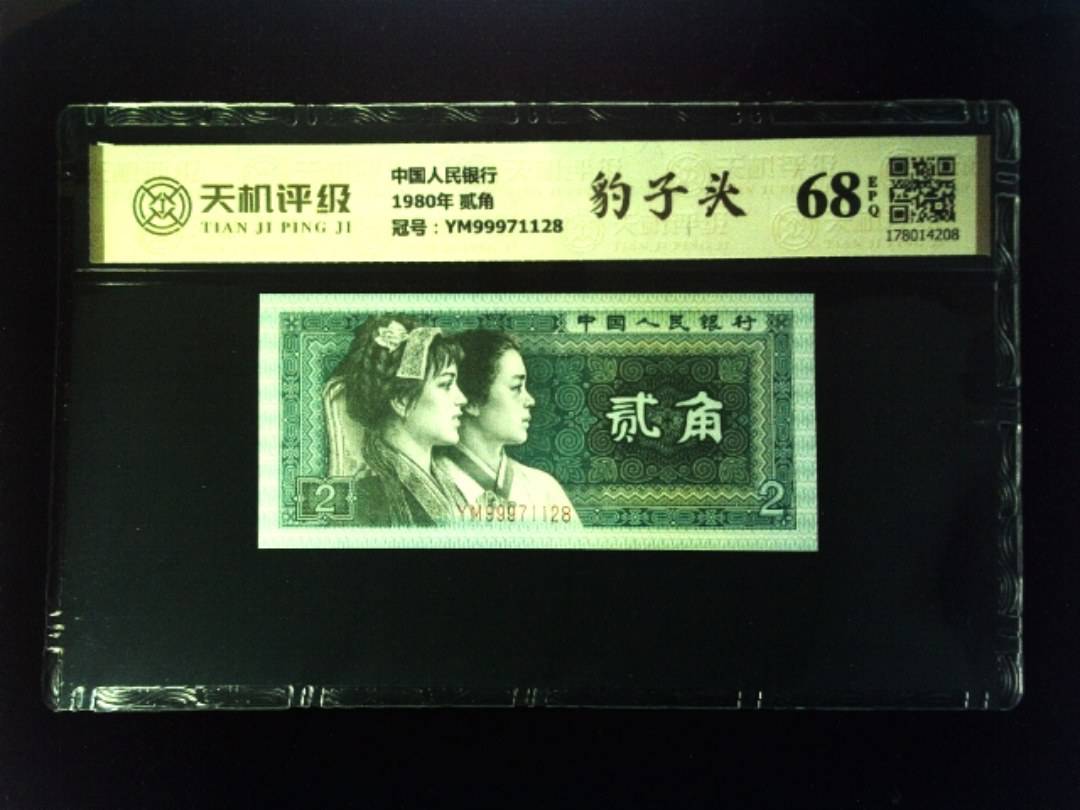 天机评级
TIAN JI PING JI
中国人民银行
1980年 贰角
冠号：YM99971128
豹子头
68
EPQ
178014208
中国人民银行
贰角
2
YM99971128
2